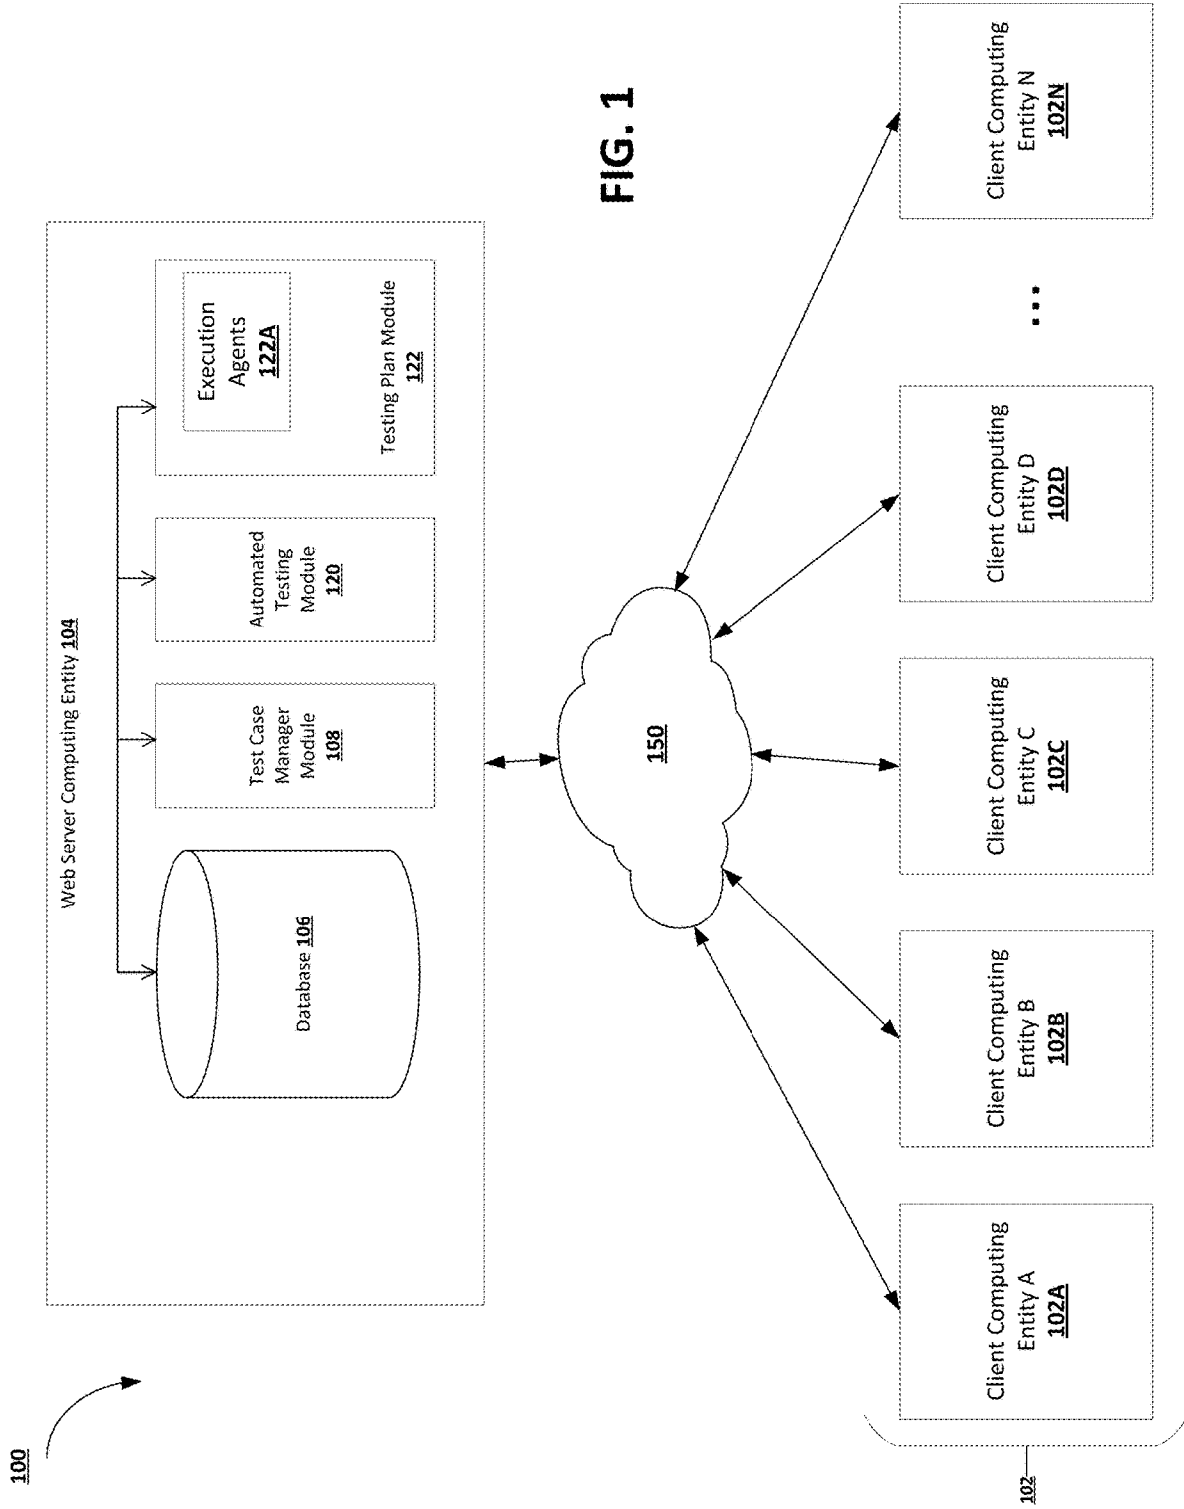 100
Web Server Computing Entity 104
Database 106
Test Case
Manager
Module
108
Automated
Testing
Module
120
Execution
Agents
122A
Testing Plan Module
122
150
FIG. 1
102
Client Computing
Entity A
102A
Client Computing
Entity B
102B
Client Computing
Entity C
102C
Client Computing
Entity D
102D
...
Client Computing
Entity N
102N